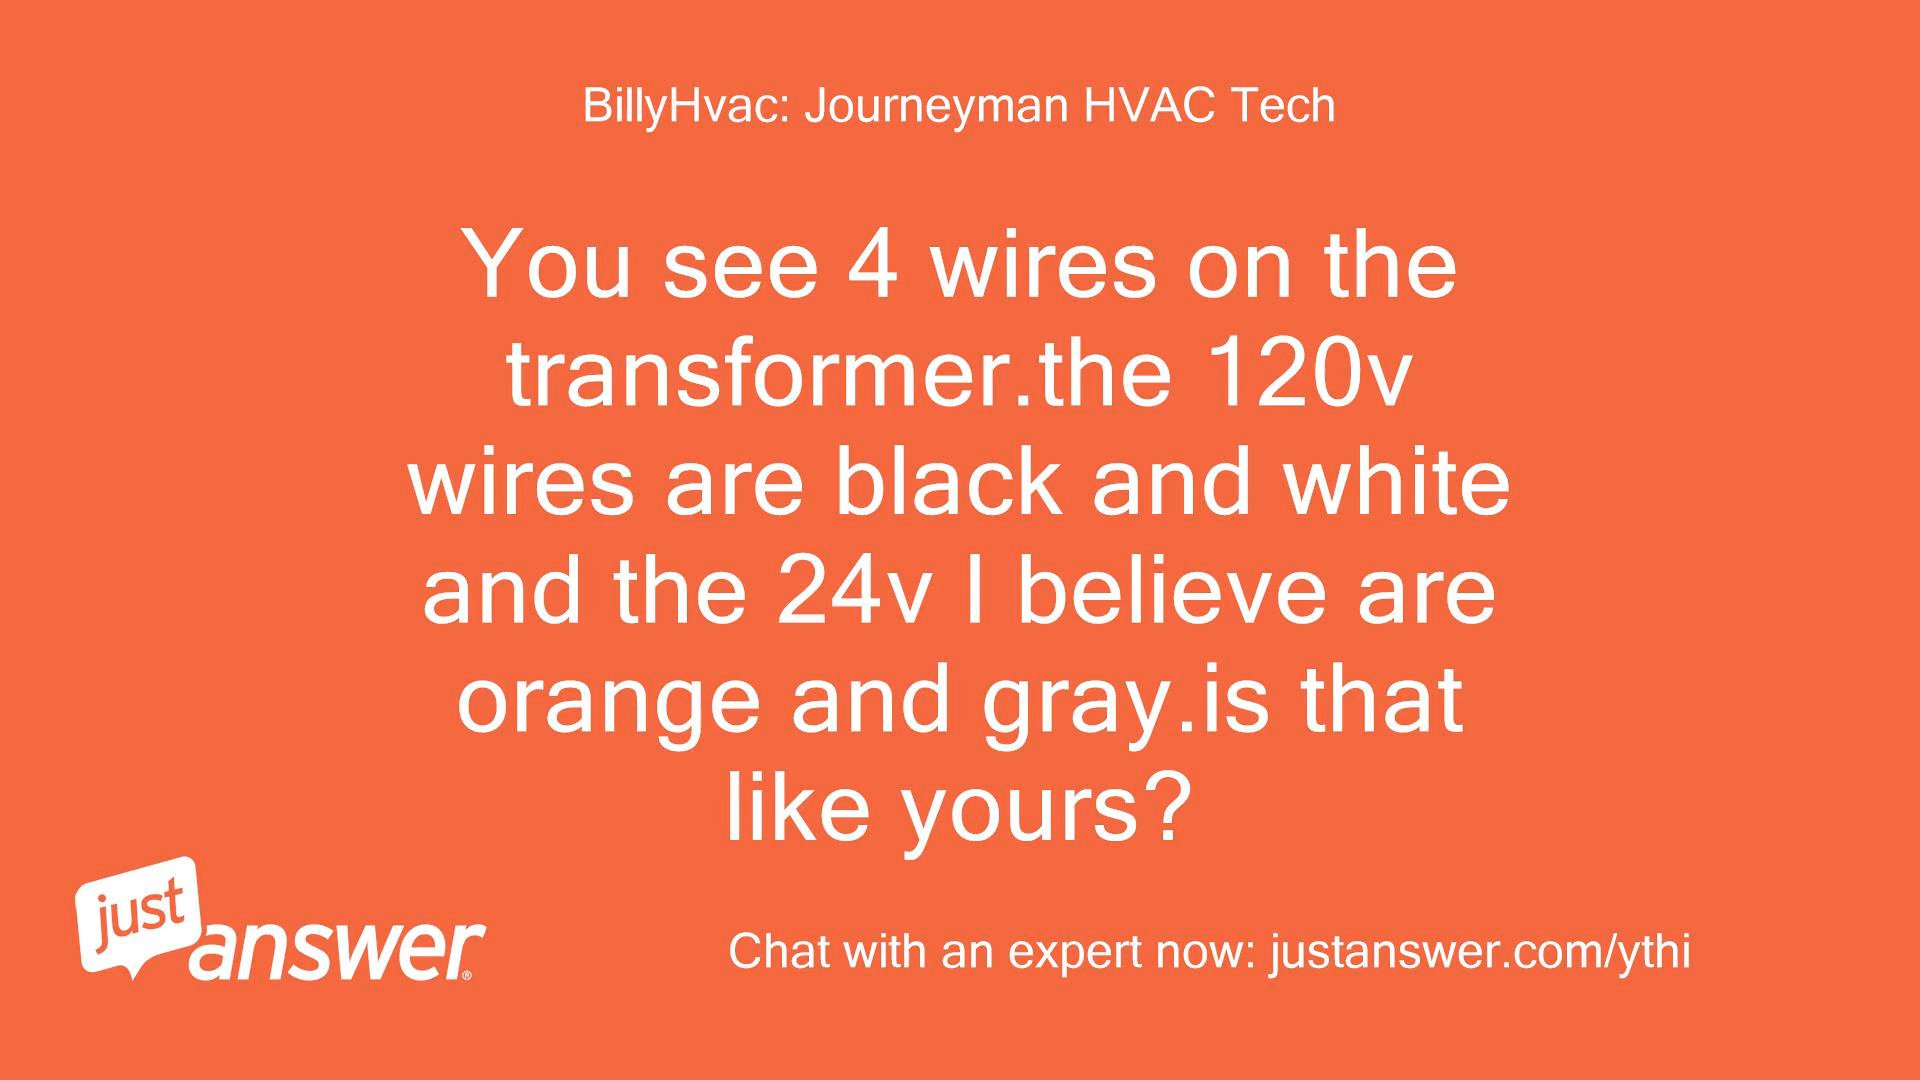 BillyHvac: Journeyman HVAC Tech
You see 4 wires on the
transformer.the 120v
wires are black and white
and the 24v I believe are
orange and gray.is that
like yours?
just
answer®
Chat with an expert now: justanswer.com/ythi